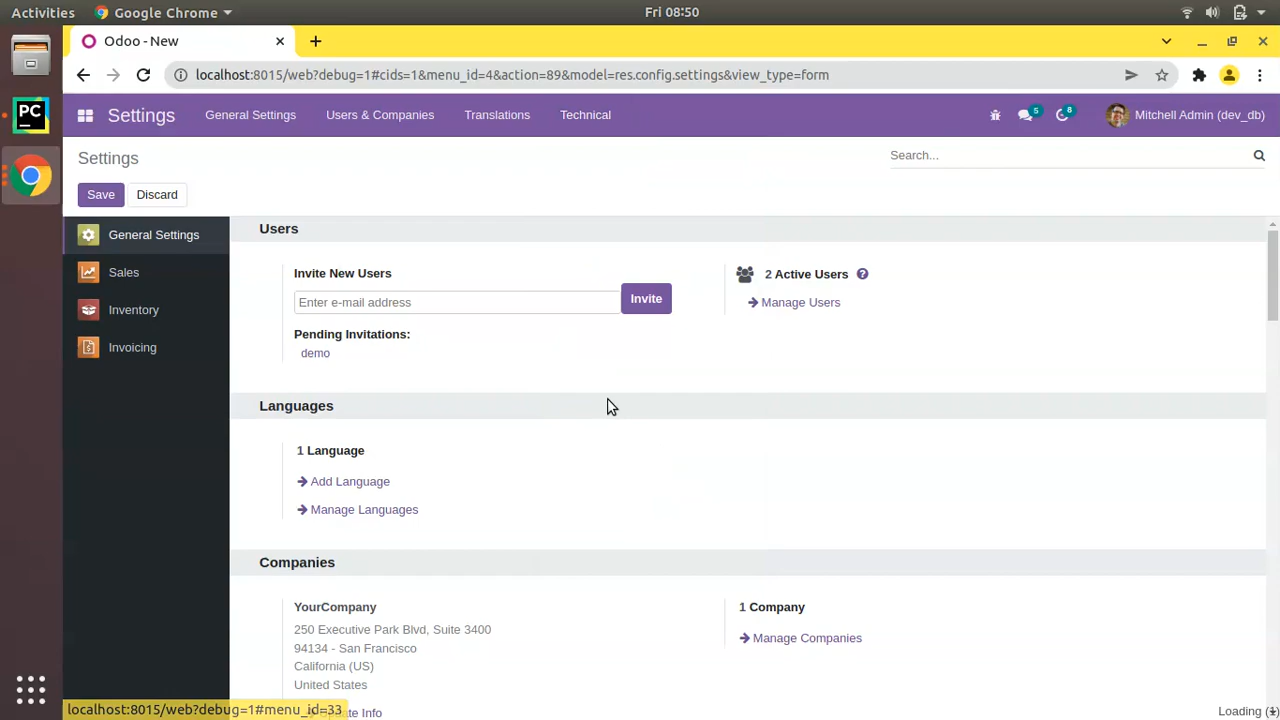 Activities
Google Chrome
Fri 08:50
Odoo - New
localhost:8015/web?debug=1#cids=1&menu_id=4&action=89&model=res.config.settings&view_type=form
Settings
General Settings
Users & Companies
Translations
Technical
5
8
Mitchell Admin (dev_db)
Settings
Search...
Save
Discard
General Settings
Sales
Inventory
Invoicing
Users
Invite New Users
Enter e-mail address
Invite
Pending Invitations:
demo
2 Active Users
Manage Users
Languages
1 Language
Add Language
Manage Languages
Companies
YourCompany
250 Executive Park Blvd, Suite 3400
94134 - San Francisco
California (US)
United States
Info
1 Company
Manage Companies
PC
localhost:8015/web?debug=1#menu_id=33
Loading